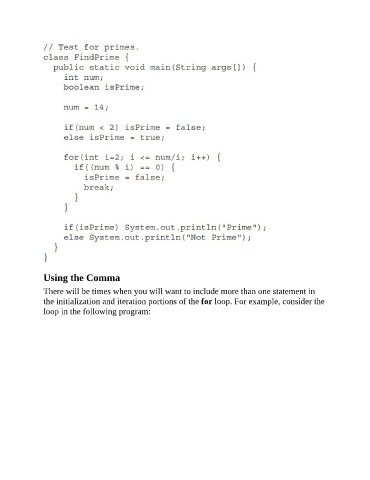 // Test for primes.
class FindPrime {
  public static void main(String args[]) {
    int num;
    boolean isPrime;

    num = 14;

    if(num < 2) isPrime = false;
    else isPrime = true;

    for(int i=2; i <= num/i; i++) {
      if((num % i) == 0) {
        isPrime = false;
        break;
      }
    }

    if(isPrime) System.out.println("Prime");
    else System.out.println("Not Prime");
  }
}
Using the Comma
There will be times when you will want to include more than one statement in
the initialization and iteration portions of the for loop. For example, consider the
loop in the following program: